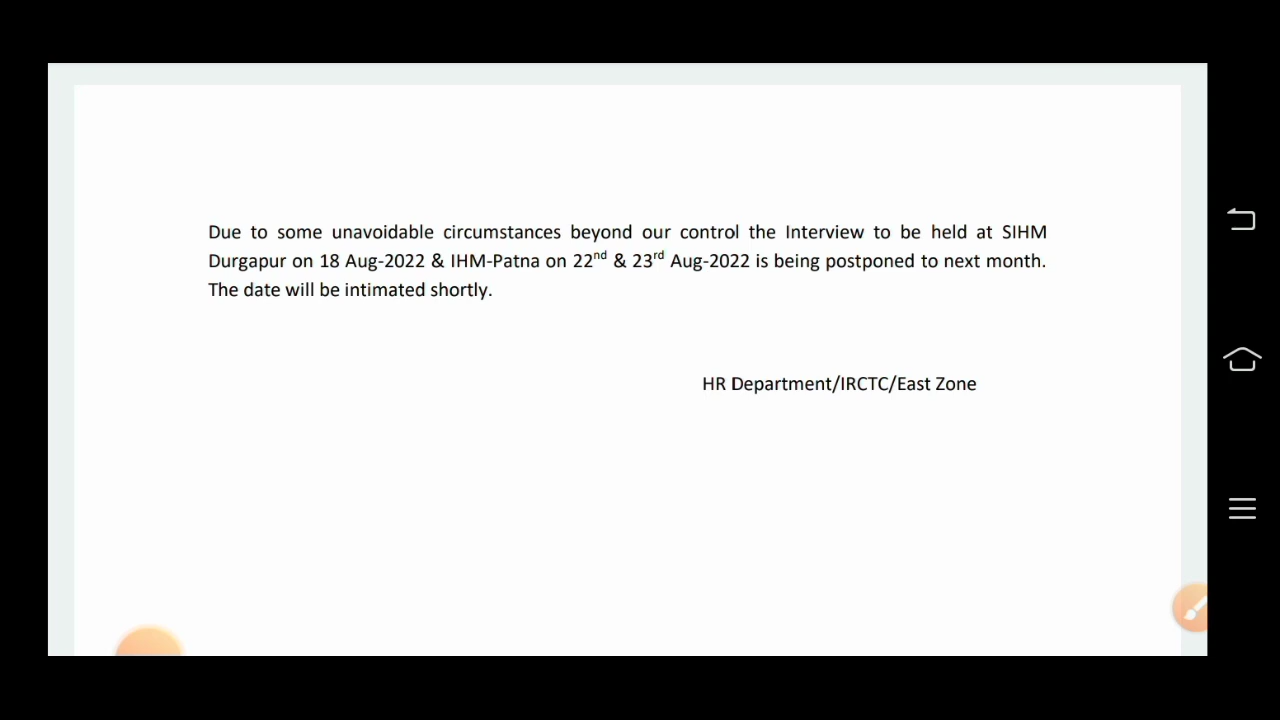 Due to some unavoidable circumstances beyond our control the Interview to be held at SIHM
Durgapur on 18 Aug-2022 & IHM-Patna on 22nd & 23rd Aug-2022 is being postponed to next month.
The date will be intimated shortly.
HR Department/IRCTC/East Zone